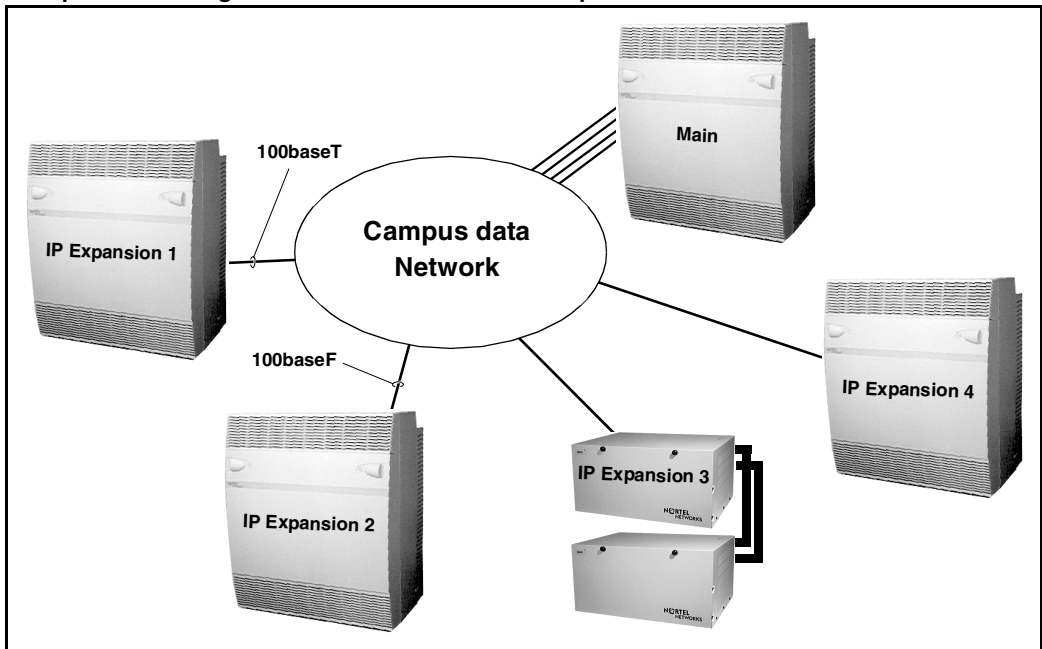 Main
100baseT
Campus data
Network
IP Expansion 1
100baseF
IP Expansion 4
IP Expansion 3
NORTEL
NETWORKS
IP Expansion 2
NORTEL
NETWORKS